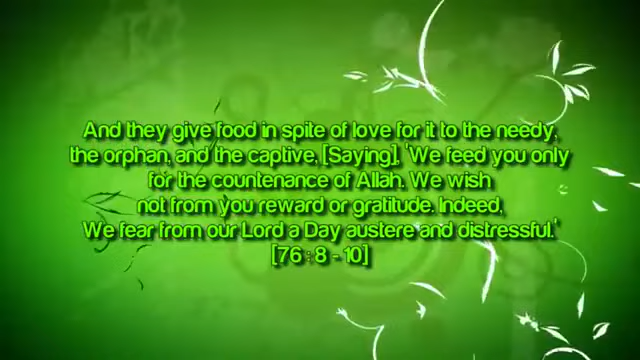 And they give food in spite of love for it to the needy,
the orphan, and the captive, [Saying], 'We feed you only
for the countenance of Allah. We wish
not from you reward or gratitude. Indeed,
We fear from our Lord a Day austere and distressful.'
[76 : 8 - 10]